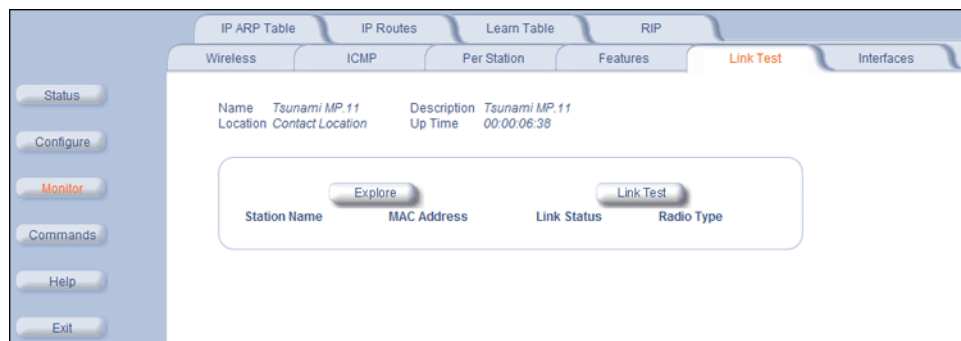 IP ARP Table IP Routes Learn Table RIP
Wireless ICMP Per Station Features Link Test Interfaces
Status
Configure
Monitor
Commands
Help
Exit
Name Tsunami MP.11 Description Tsunami MP.11
Location Contact Location Up Time 00:00:06:38
Explore Link Test
Station Name MAC Address Link Status Radio Type